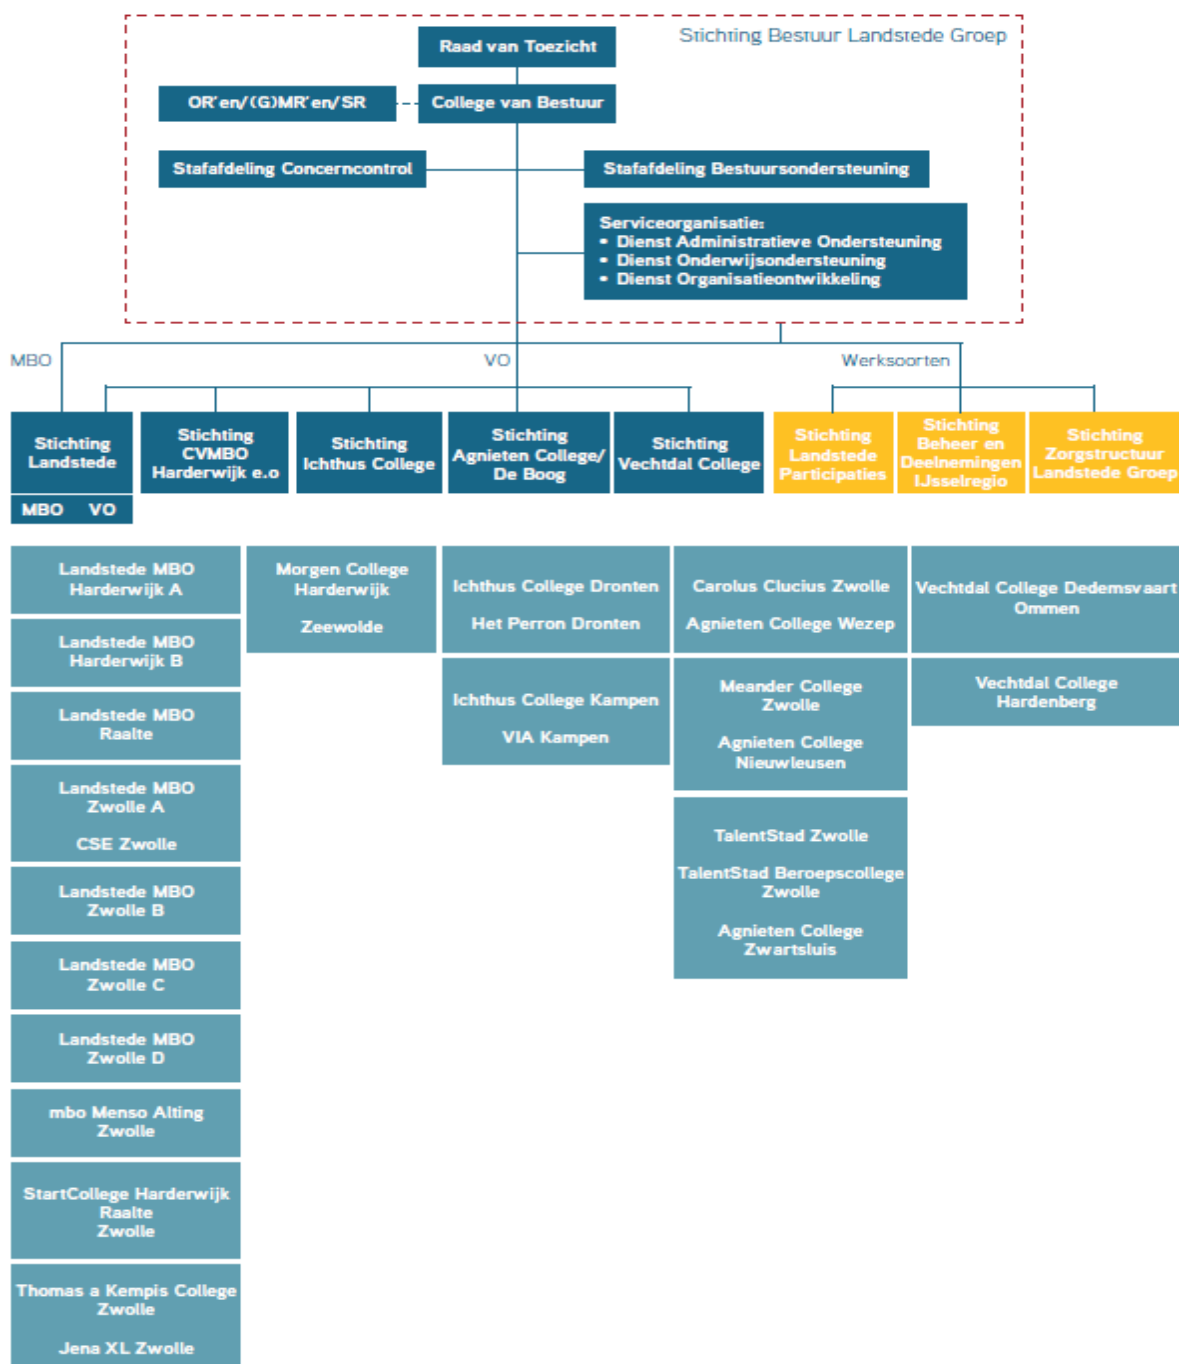 Stichting Bestuur Landstede Groep
Raad van Toezicht
OR'en/(G)MR'en/SR
College van Bestuur
Stafafdeling Concerncontrol
Stafafdeling Bestuursondersteuning
Serviceorganisatie:
• Dienst Administratieve Ondersteuning
• Dienst Onderwijsondersteuning
• Dienst Organisatieontwikkeling
MBO
VO
Werksoorten
Stichting
Landstede
MBO VO
Stichting
CVMBO
Harderwijk e.o
Stichting
Ichthus College
Stichting
Agnieten College/
De Boog
Stichting
Vechtdal College
Stichting
Landstede
Participaties
Stichting
Beheer en
Deelnemingen
IJsselregio
Stichting
Zorgstructuur
Landstede Groep
Landstede MBO
Harderwijk A
Landstede MBO
Harderwijk B
Landstede MBO
Raalte
Landstede MBO
Zwolle A
CSE Zwolle
Landstede MBO
Zwolle B
Landstede MBO
Zwolle C
Landstede MBO
Zwolle D
mbo Menso Alting
Zwolle
StartCollege Harderwijk
Raalte
Zwolle
Thomas a Kempis College
Zwolle
Jena XL Zwolle
Morgen College
Harderwijk
Zeewolde
Ichthus College Dronten
Het Perron Dronten
Ichthus College Kampen
VIA Kampen
Carolus Clucius Zwolle
Agnieten College Wezep
Meander College
Zwolle
Agnieten College
Nieuwleusen
TalentStad Zwolle
TalentStad Beroepscollege
Zwolle
Agnieten College
Zwartsluis
Vechtdal College Dedemsvaart
Ommen
Vechtdal College
Hardenberg